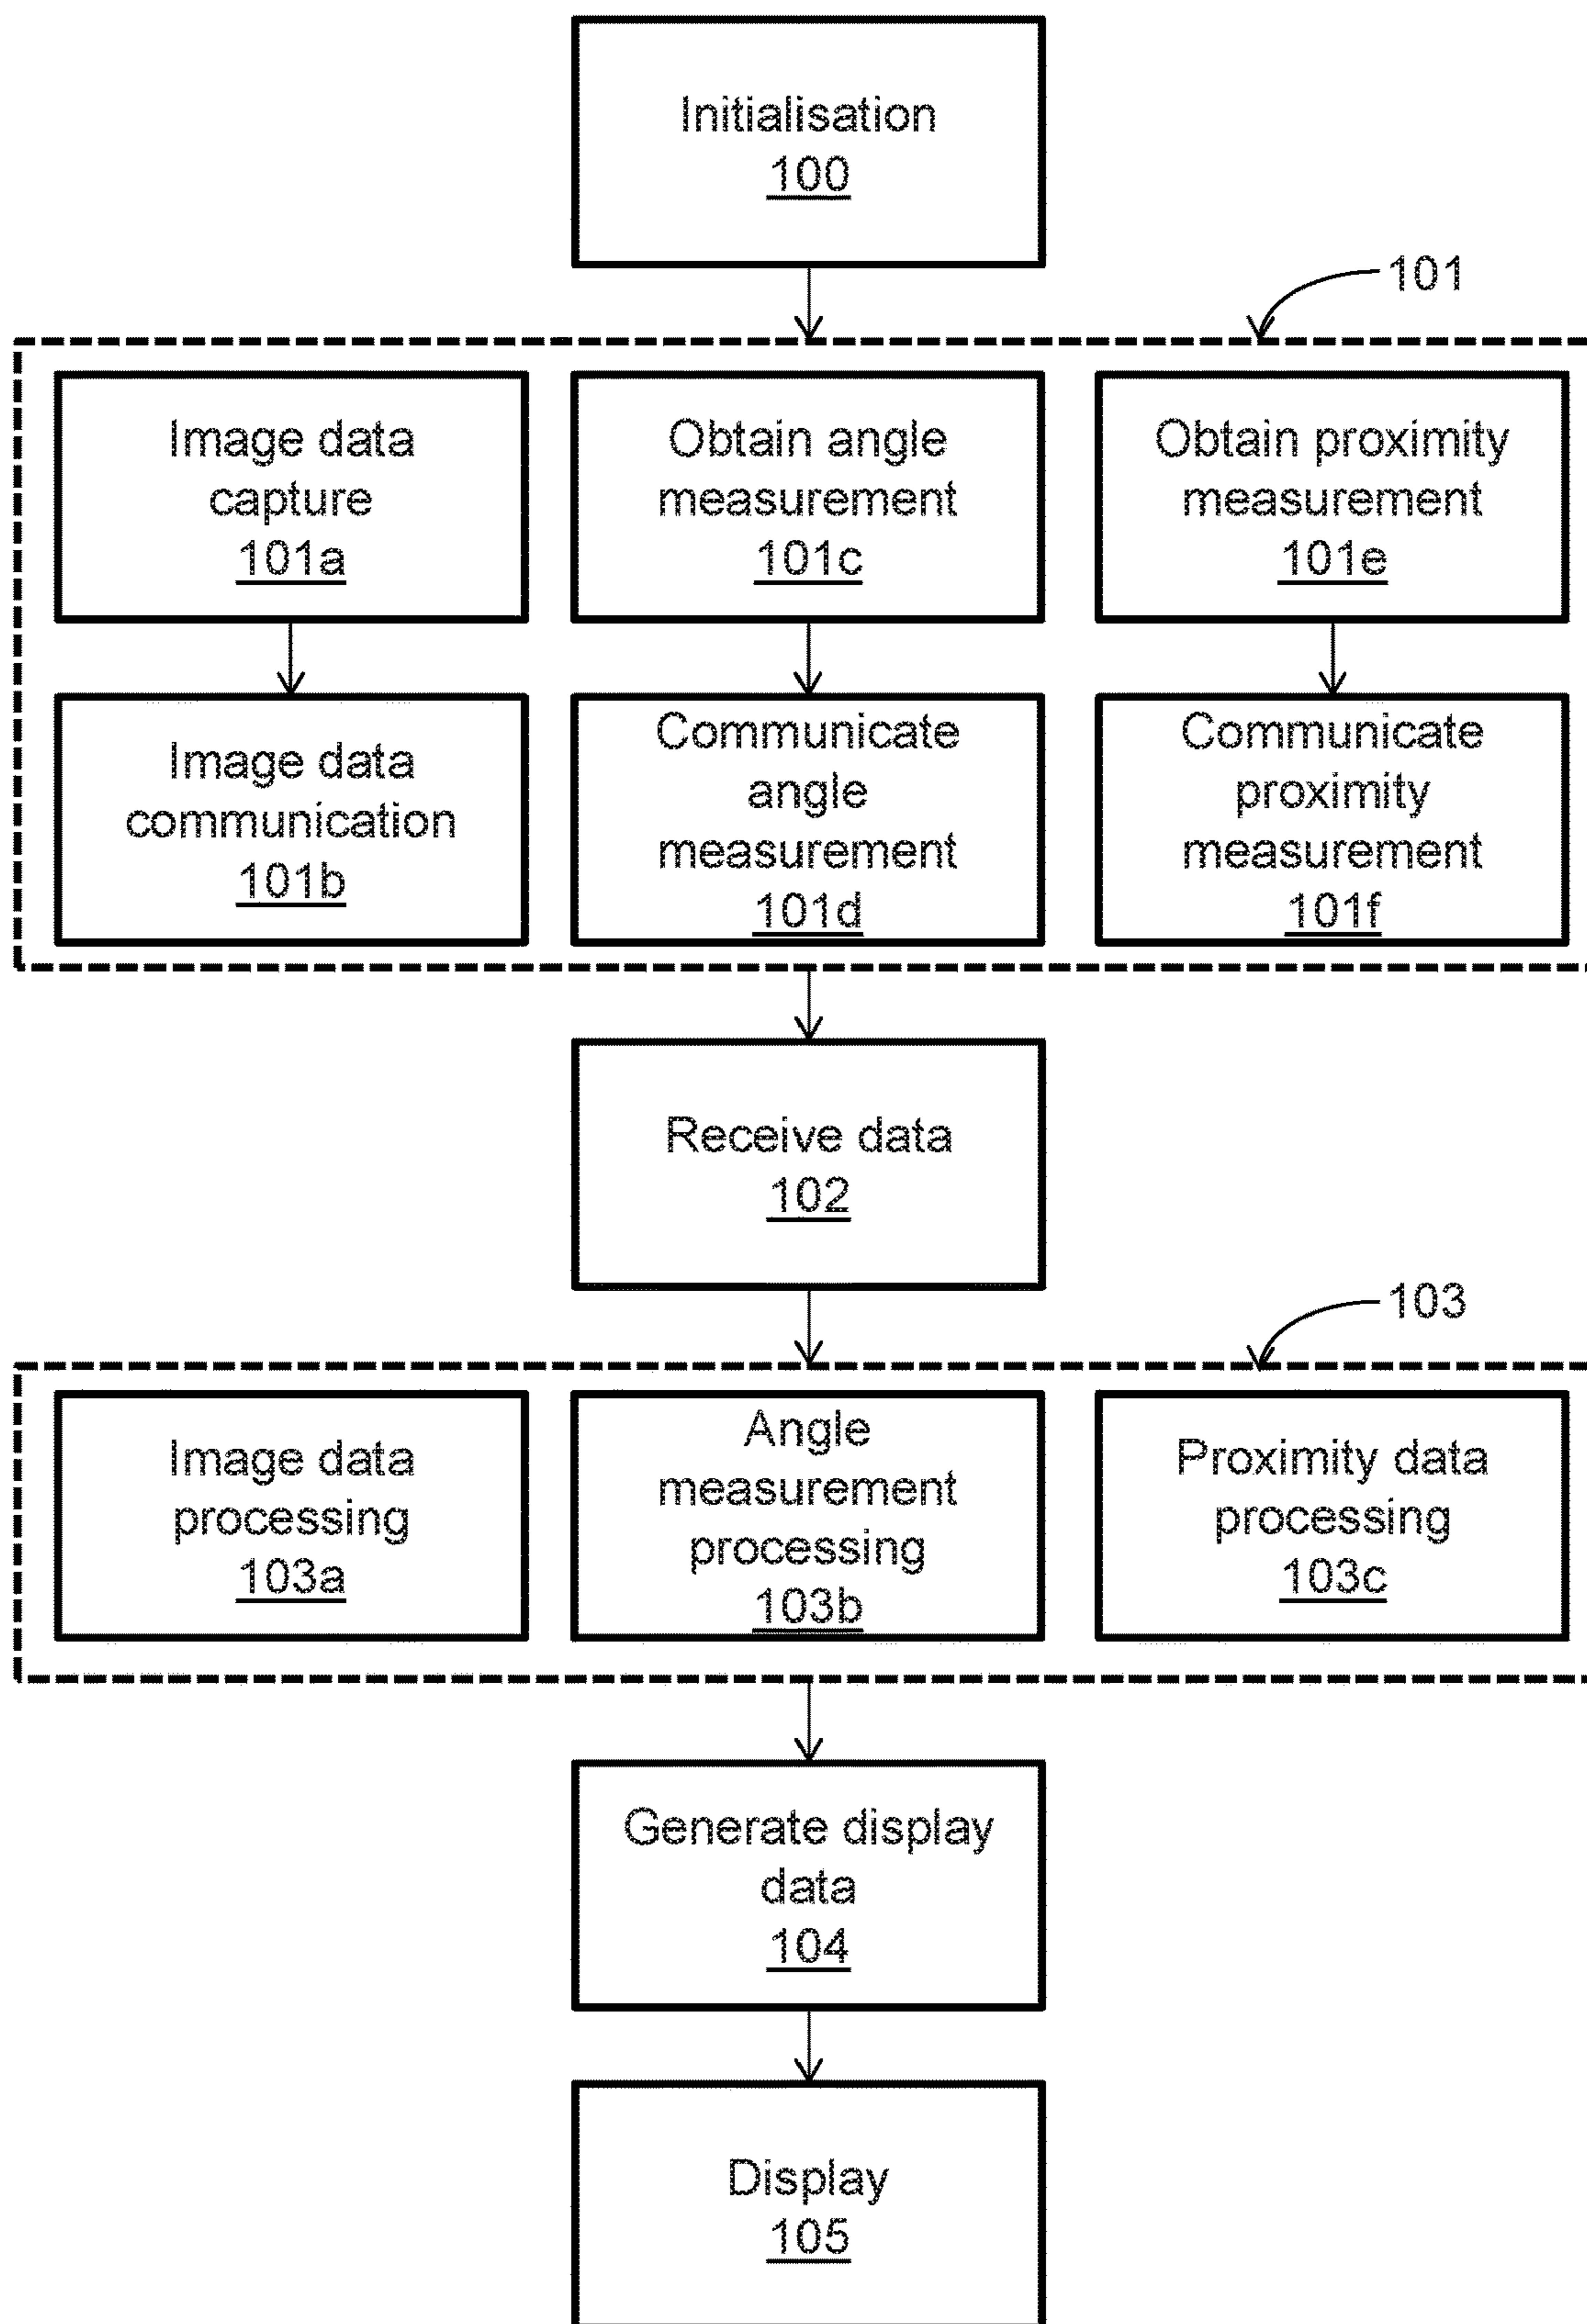 Initialisation
100
101
Image data
capture
101a
Obtain angle
measurement
101c
Obtain proximity
measurement
101e
Image data
communication
101b
Communicate
angle
measurement
101d
Communicate
proximity
measurement
101f
Receive data
102
103
Image data
processing
103a
Angle
measurement
processing
103b
Proximity data
processing
103c
Generate display
data
104
Display
105